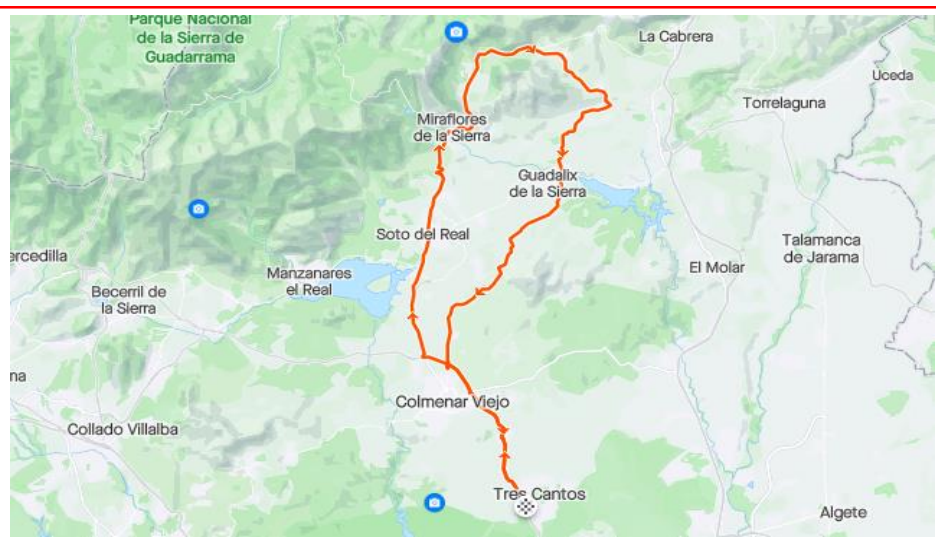 Parque Nacional
de la Sierra de
Guadarrama
La Cabrera
Uceda
Torrelaguna
Miraflores
de la Sierra
Guadalix
de la Sierra
Soto del Real
Talamanca
de Jarama
ercedilla
Manzanares
el Real
El Molar
Becerril de
la Sierra
ma
Colmenar Viejo
Collado Villalba
Tres Cantos
Algete